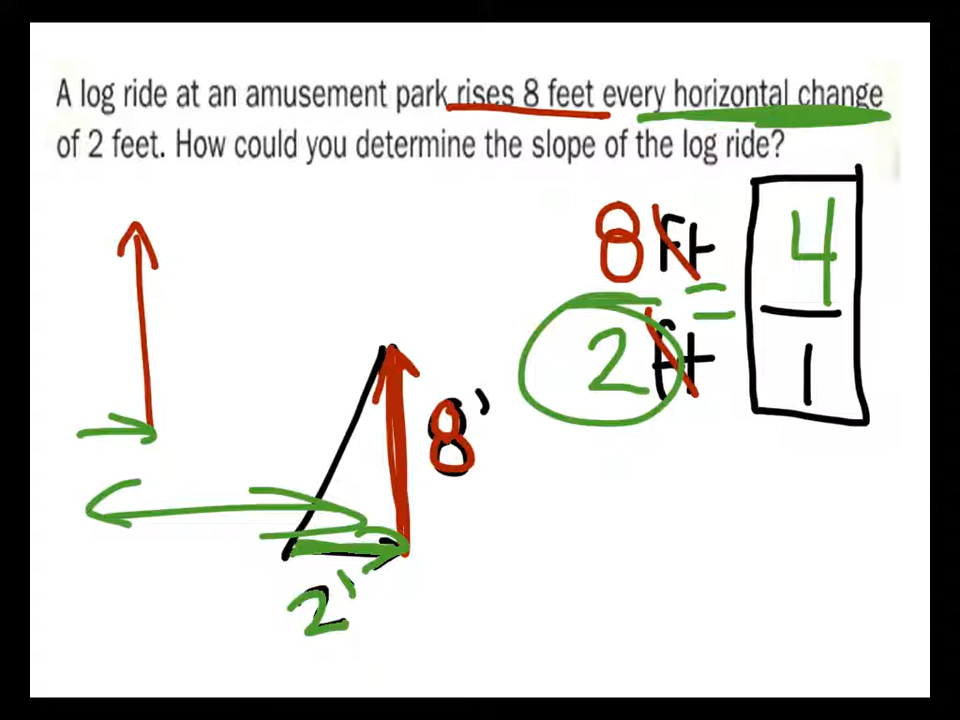 A log ride at an amusement park rises 8 feet every horizontal change
of 2 feet. How could you determine the slope of the log ride?
8 ft
2 ft
=
4
1
8'
2'